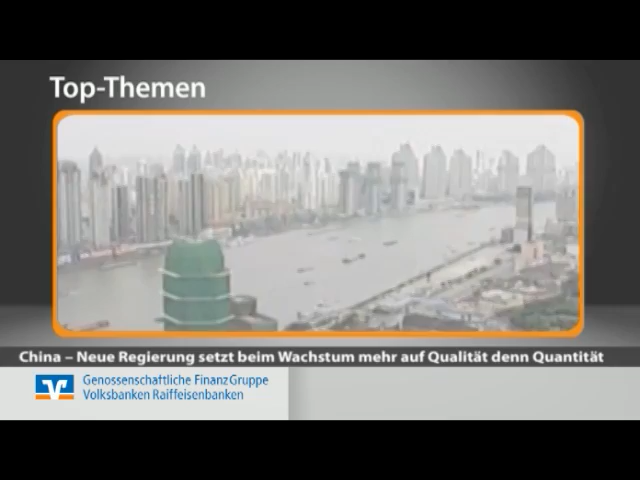 Top-Themen
China – Neue Regierung setzt beim Wachstum mehr auf Qualität denn Quantität
Genossenschaftliche FinanzGruppe
Volksbanken Raiffeisenbanken